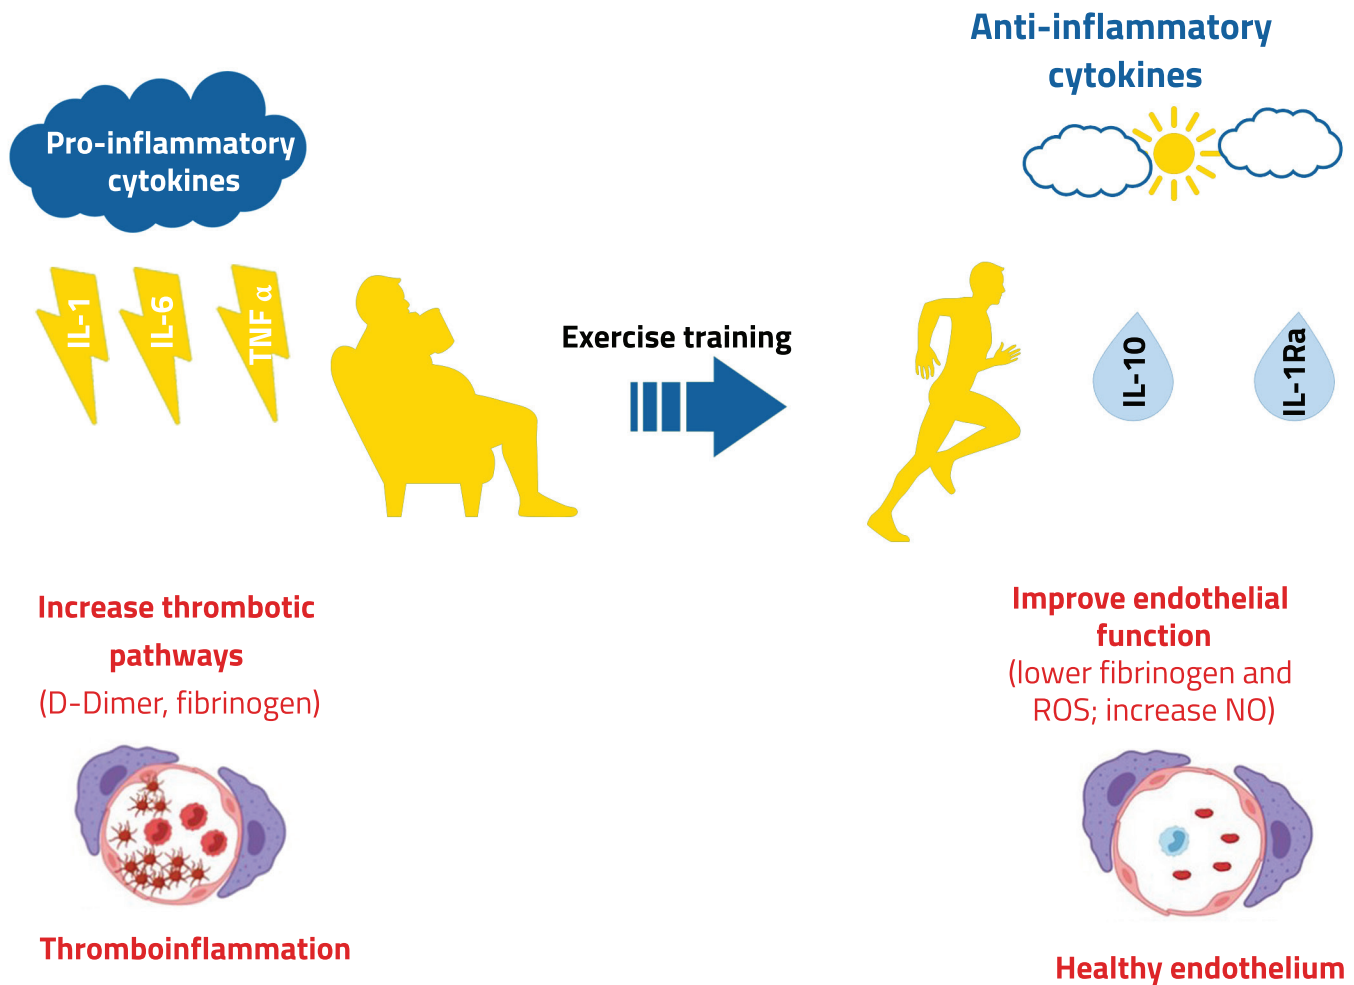 Pro-inflammatory
cytokines
IL-1
IL-6
TNF α
Increase thrombotic
pathways
(D-Dimer, fibrinogen)
Thromboinflammation
Exercise training
Anti-inflammatory
cytokines
IL-10
IL-1Ra
Improve endothelial
function
(lower fibrinogen and
ROS; increase NO)
Healthy endothelium